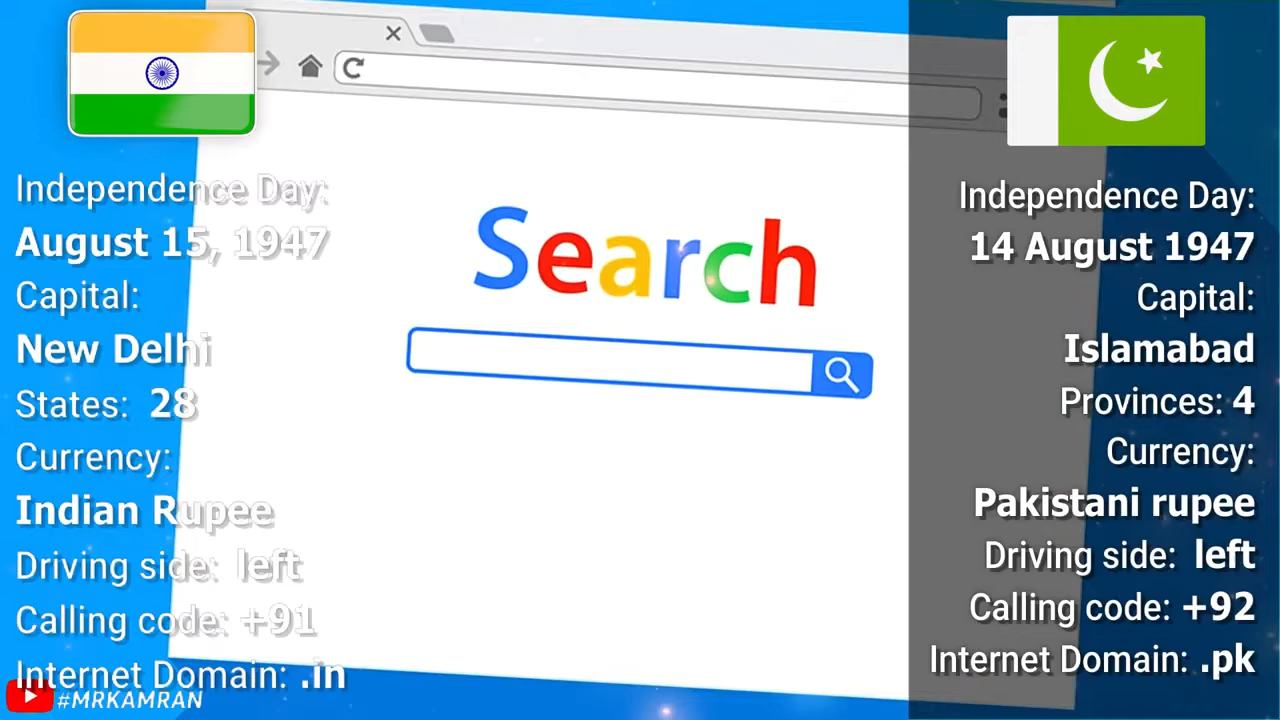 Independence Day:
August 15, 1947
Capital:
New Delhi
States: 28
Currency:
Indian Rupee
Driving side: left
Calling code: +91
Internet Domain: .in
#MRKAMRAN
Search
Independence Day:
14 August 1947
Capital:
Islamabad
Provinces: 4
Currency:
Pakistani rupee
Driving side: left
Calling code: +92
Internet Domain: .pk